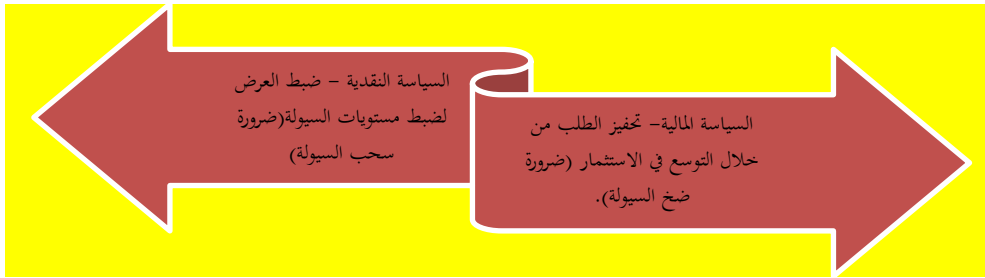 السياسة النقدية – ضبط العرض
لضبط مستويات السيولة(ضرورة
سحب السيولة)
السياسة المالية– تحفيز الطلب من
خلال التوسع في الاستثمار (ضرورة
ضخ السيولة).